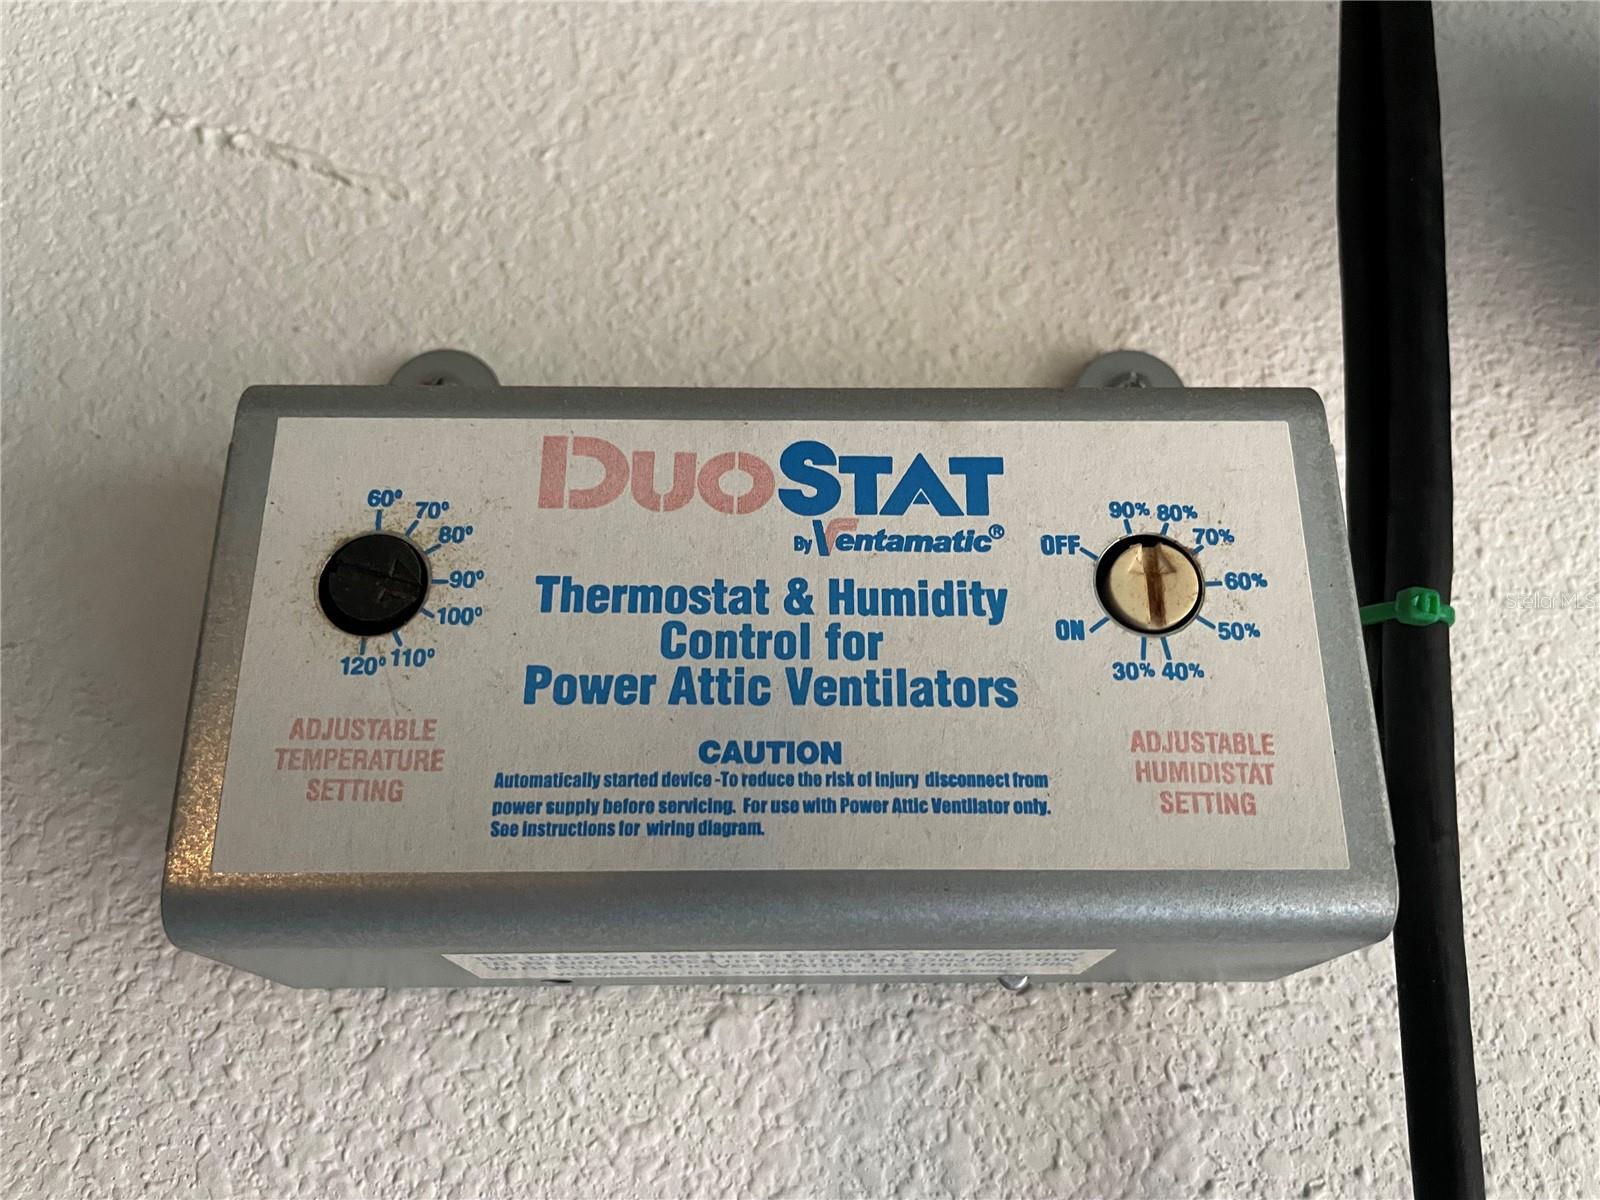 DUOSTAT
By Ventamatic®
Thermostat & Humidity
Control for
Power Attic Ventilators
60° 70° 80° 90° 100° 110° 120°
ADJUSTABLE
TEMPERATURE
SETTING
OFF 90% 80% 70% 60% 50% 40% 30% ON
ADJUSTABLE
HUMIDISTAT
SETTING
CAUTION
Automatically started device -To reduce the risk of injury disconnect from
power supply before servicing. For use with Power Attic Ventilator only.
See instructions for wiring diagram.
Stellar MLS